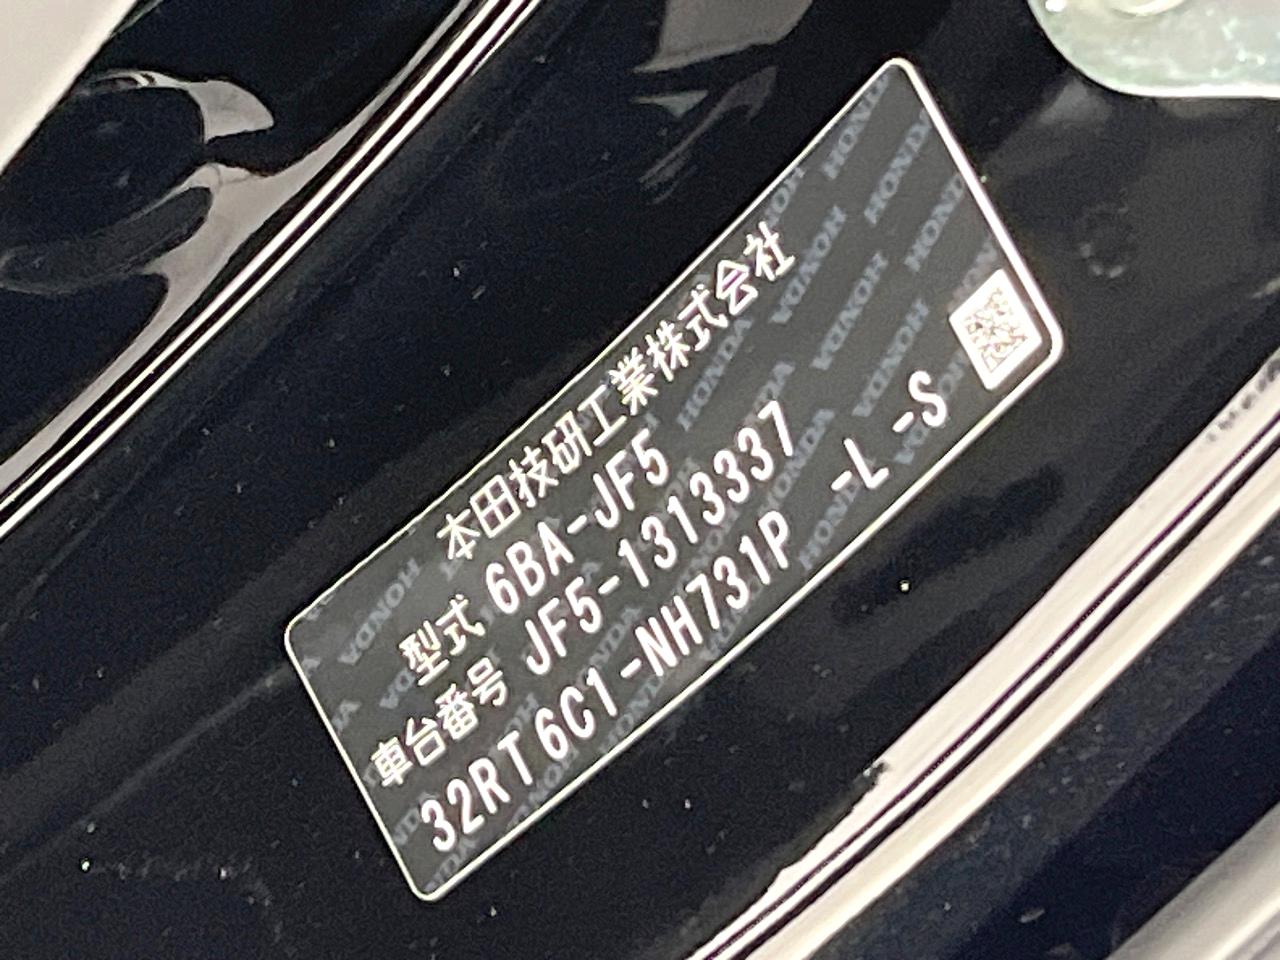 本田技研工業株式会社
型式 6BA-JF5
車台番号 JF5-1313337
32RT6C1-NH731P -L -S